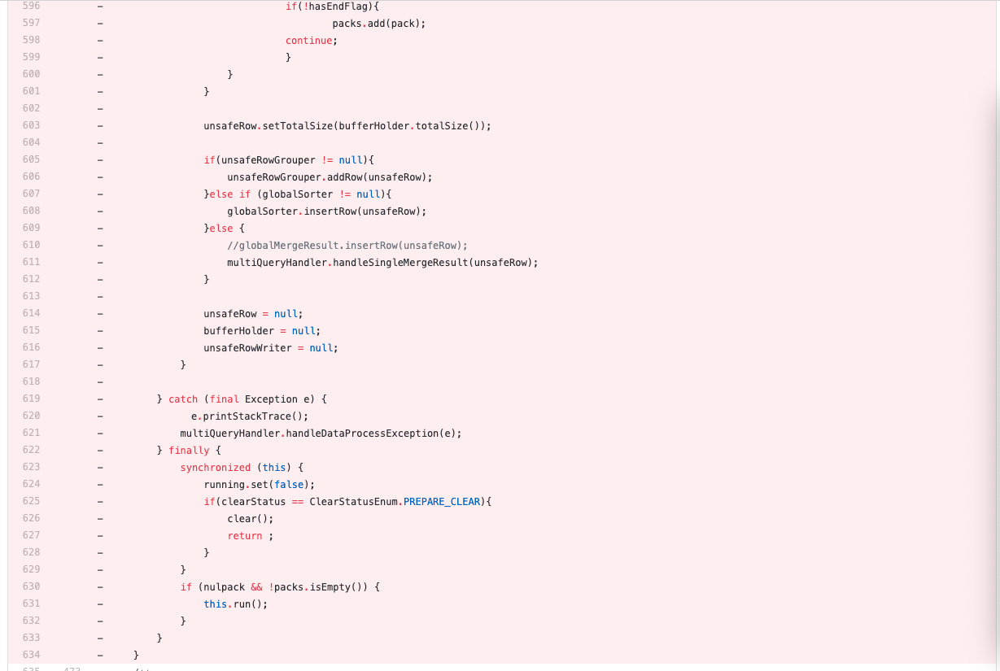 596 - if(!hasEndFlag){
597 - packs.add(pack);
598 - continue;
599 - }
600 - }
601 - }
602 -
603 - unsafeRow.setTotalSize(bufferHolder.totalSize());
604 -
605 - if(unsafeRowGrouper != null){
606 - unsafeRowGrouper.addRow(unsafeRow);
607 - }else if (globalSorter != null){
608 - globalSorter.insertRow(unsafeRow);
609 - }else {
610 - //globalMergeResult.insertRow(unsafeRow);
611 - multiQueryHandler.handleSingleMergeResult(unsafeRow);
612 - }
613 -
614 - unsafeRow = null;
615 - bufferHolder = null;
616 - unsafeRowWriter = null;
617 - }
618 -
619 - } catch (final Exception e) {
620 - e.printStackTrace();
621 - multiQueryHandler.handleDataProcessException(e);
622 - } finally {
623 - synchronized (this) {
624 - running.set(false);
625 - if(clearStatus == ClearStatusEnum.PREPARE_CLEAR){
626 - clear();
627 - return ;
628 - }
629 - }
630 - if (nulpack && !packs.isEmpty()) {
631 - this.run();
632 - }
633 - }
634 - }
635 473